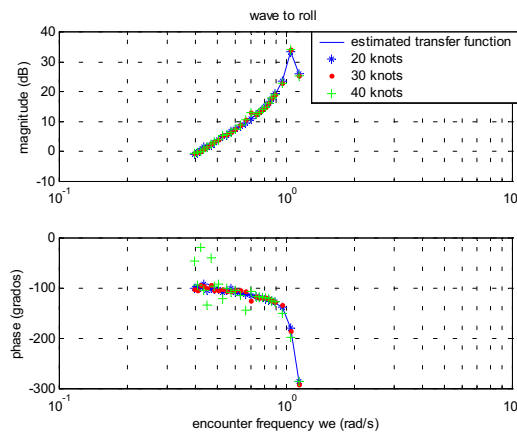 wave to roll
magnitude (dB)
40
30
20
10
0
-10
10^-1
10^0
10^1
estimated transfer function
20 knots
30 knots
40 knots
phase (grados)
0
-100
-200
-300
10^-1
10^0
10^1
encounter frequency we (rad/s)